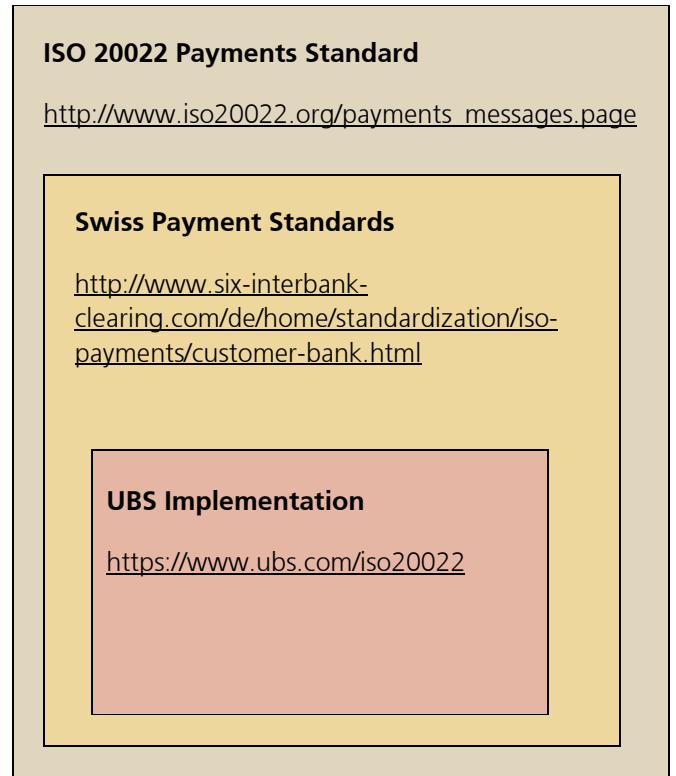 ISO 20022 Payments Standard
http://www.iso20022.org/payments_messages.page
Swiss Payment Standards
http://www.six-interbank-
clearing.com/de/home/standardization/iso-
payments/customer-bank.html
UBS Implementation
https://www.ubs.com/iso20022